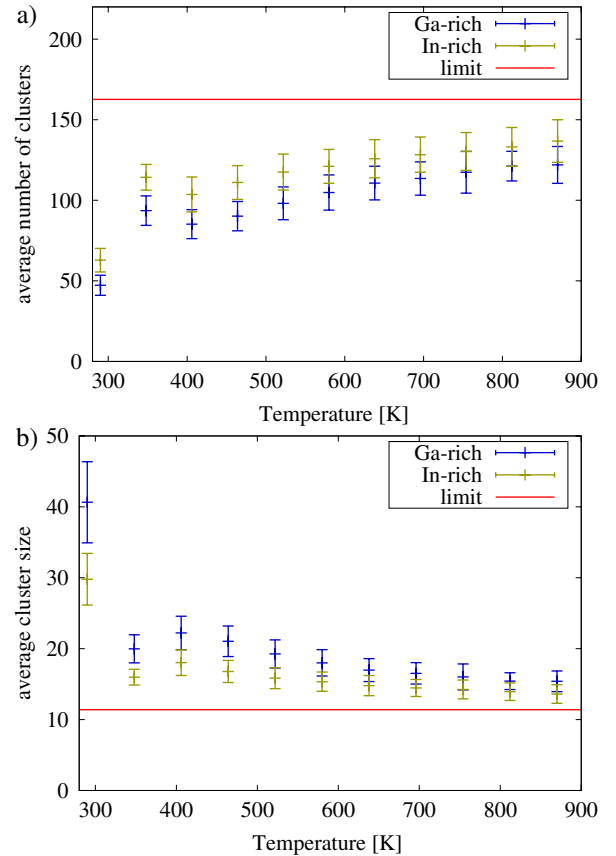 a)
220
200
150
100
50
0
average number of clusters
Ga-rich
In-rich
limit
300 400 500 600 700 800 900
Temperature [K]
b)
50
40
30
20
10
0
average cluster size
Ga-rich
In-rich
limit
300 400 500 600 700 800 900
Temperature [K]